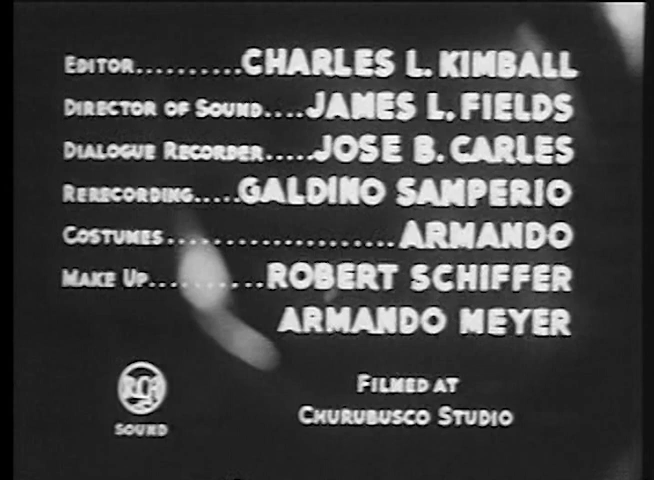 EDITOR..........CHARLES L. KIMBALL
DIRECTOR OF SOUND....JAMES L. FIELDS
DIALOGUE RECORDER.....JOSE B. CARLES
RERECORDING.....GALDINO SAMPERIO
COSTUMES....................ARMANDO
MAKE UP..........ROBERT SCHIFFER
ARMANDO MEYER
RCA
SOUND
FILMED AT
CHURUBUSCO STUDIO